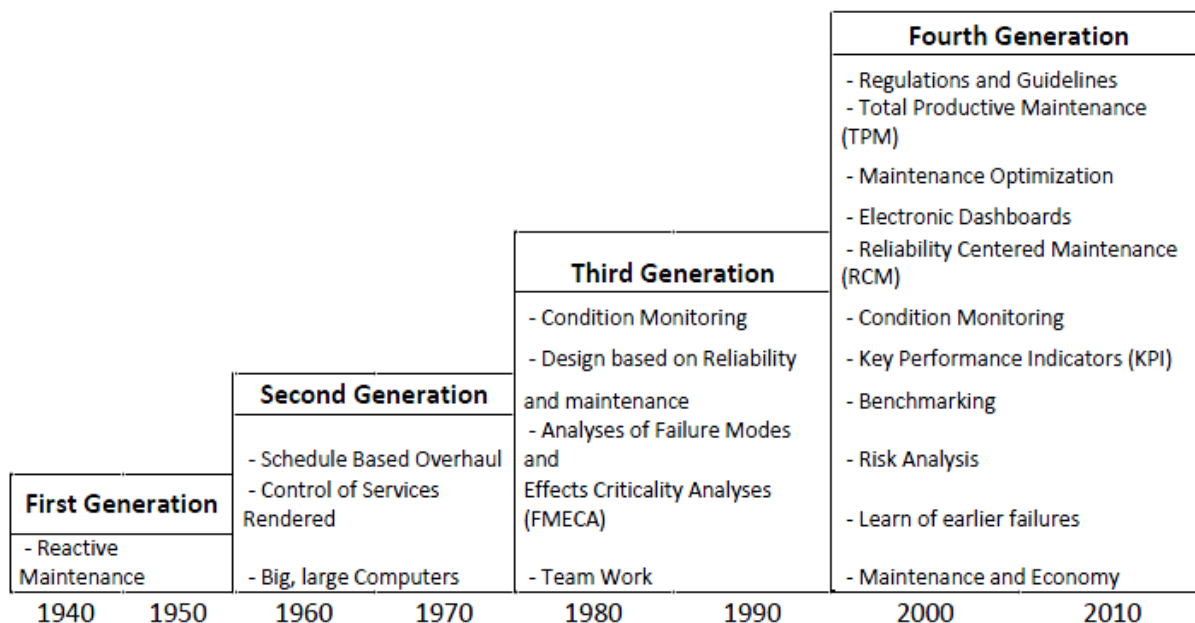 First Generation
- Reactive
Maintenance
Second Generation
- Schedule Based Overhaul
- Control of Services
Rendered
- Big, large Computers
Third Generation
- Condition Monitoring
- Design based on Reliability
and maintenance
- Analyses of Failure Modes
and
Effects Criticality Analyses
(FMECA)
- Team Work
Fourth Generation
- Regulations and Guidelines
- Total Productive Maintenance
(TPM)
- Maintenance Optimization
- Electronic Dashboards
- Reliability Centered Maintenance
(RCM)
- Condition Monitoring
- Key Performance Indicators (KPI)
- Benchmarking
- Risk Analysis
- Learn of earlier failures
- Maintenance and Economy
1940 1950 1960 1970 1980 1990 2000 2010